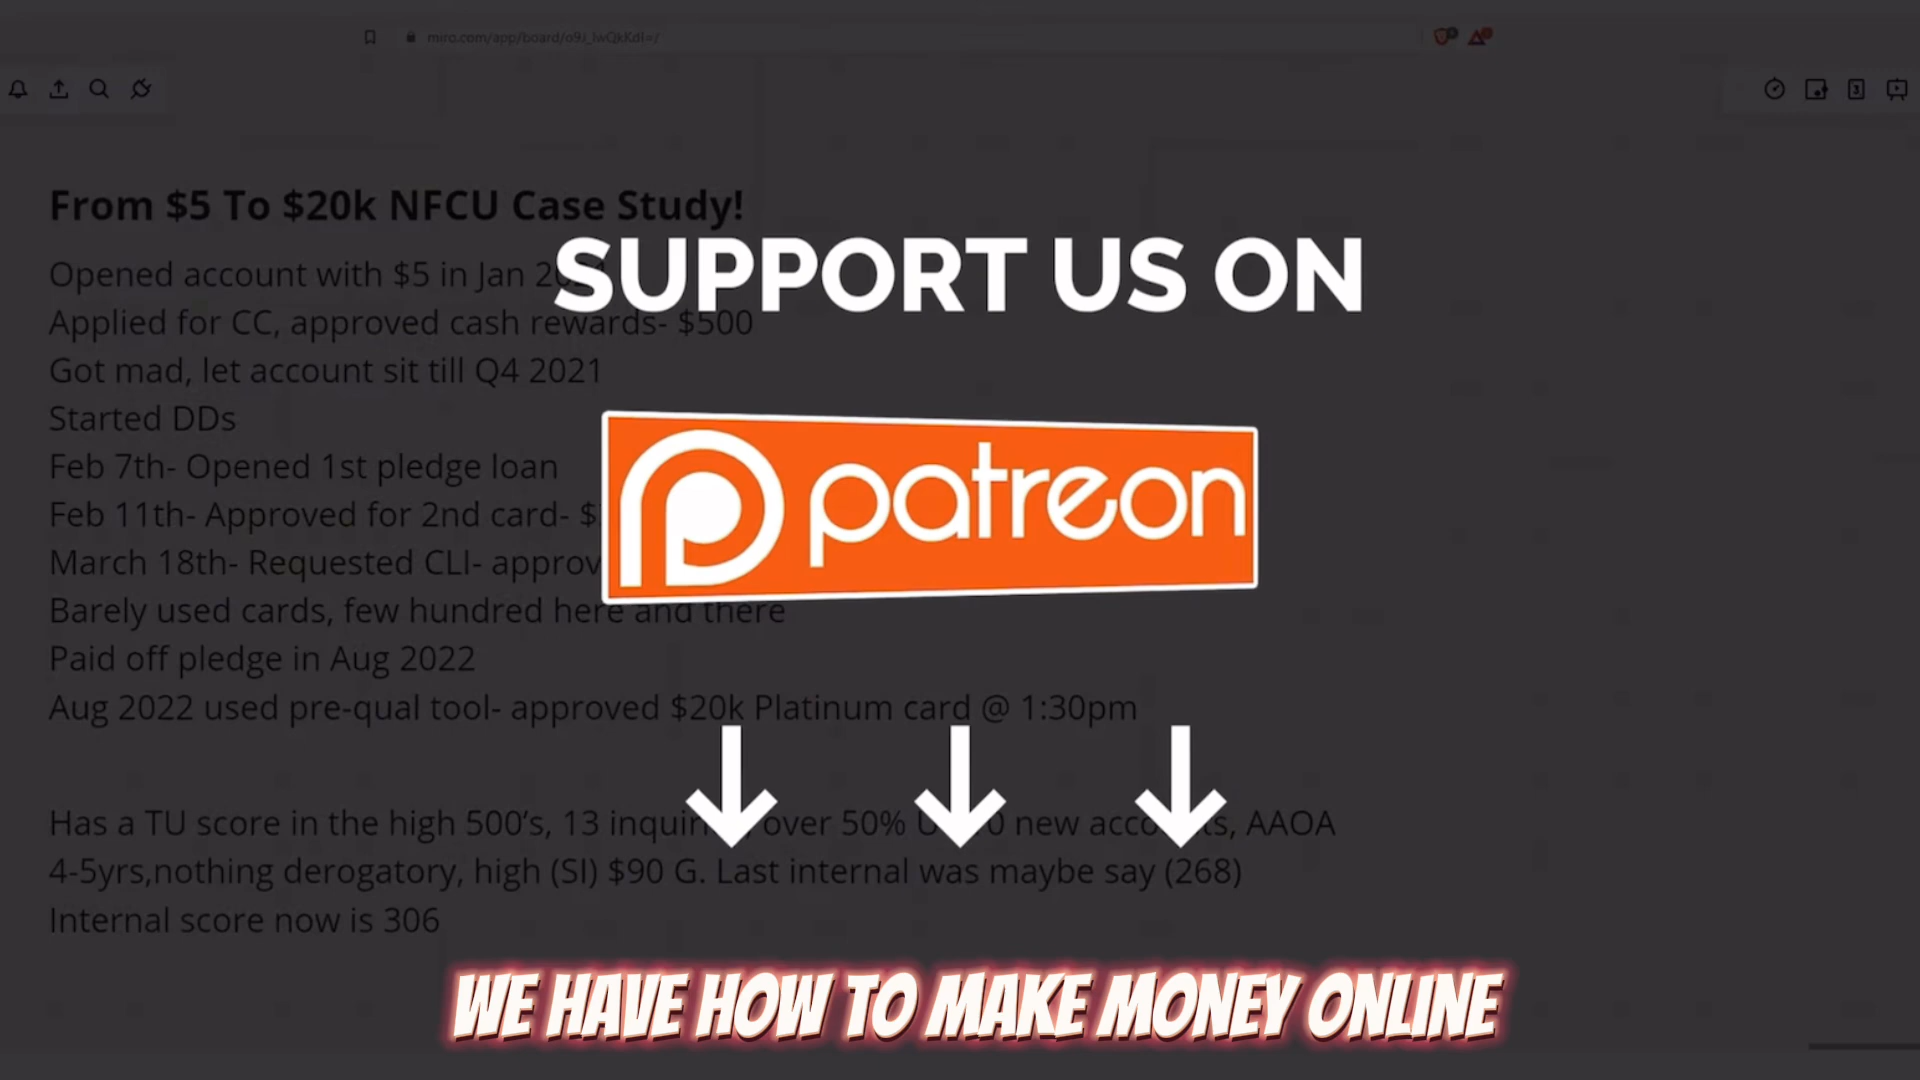 miro.com/app/board/o9J_lwQkKdI=/
From $5 To $20k NFCU Case Study!
SUPPORT US ON
Opened account with $5 in Jan
Applied for CC, approved cash rewards- $500
Got mad, let account sit till Q4 2021
Started DDs
patreon
Feb 7th- Opened 1st pledge loan
Feb 11th- Approved for 2nd card- $
March 18th- Requested CLI-
Barely used cards, few hundred here and there
Paid off pledge in Aug 2022
Aug 2022 used pre-qual tool- approved $20k Platinum card @ 1:30pm
Has a TU score in the high 500's, 13 over 50% new AAOA
4-5yrs,nothing derogatory, high (SI) $90 G. Last internal was maybe say (268)
Internal score now is 306
WE HAVE HOW TO MAKE MONEY ONLINE